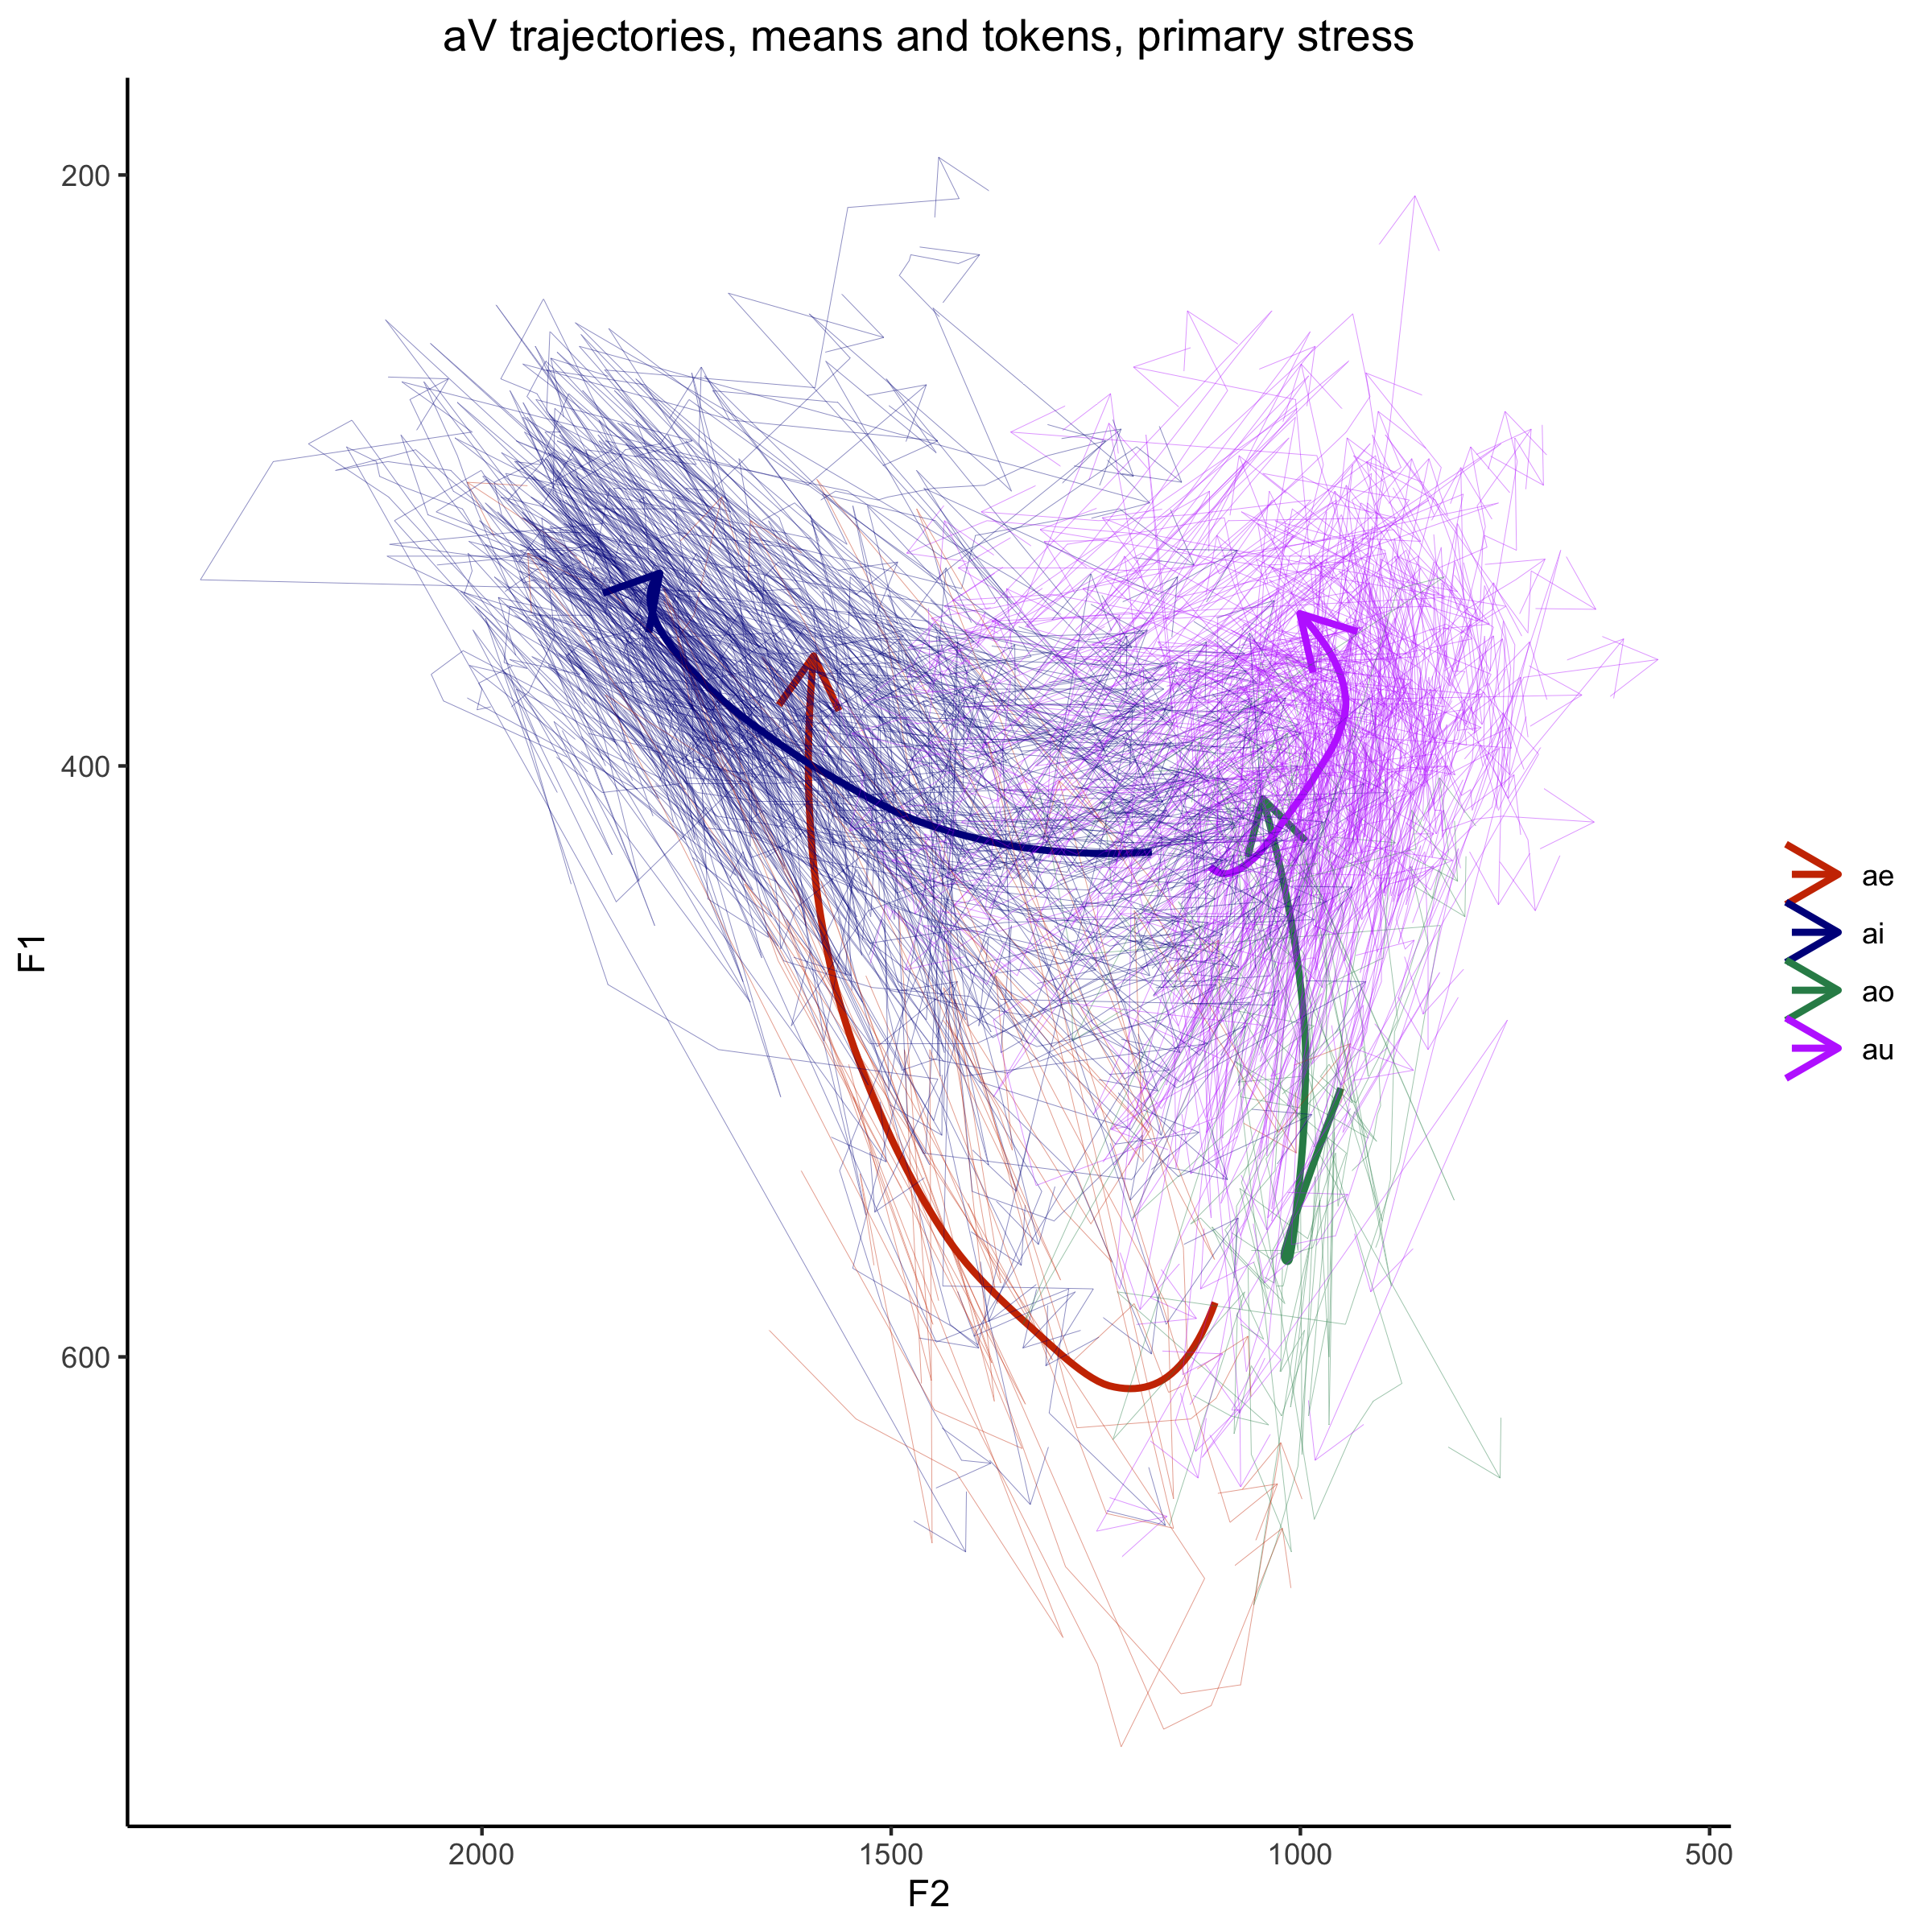 aV trajectories, means and tokens, primary stress
200
400
600
F1
2000
1500
1000
500
F2
ae
ai
ao
au